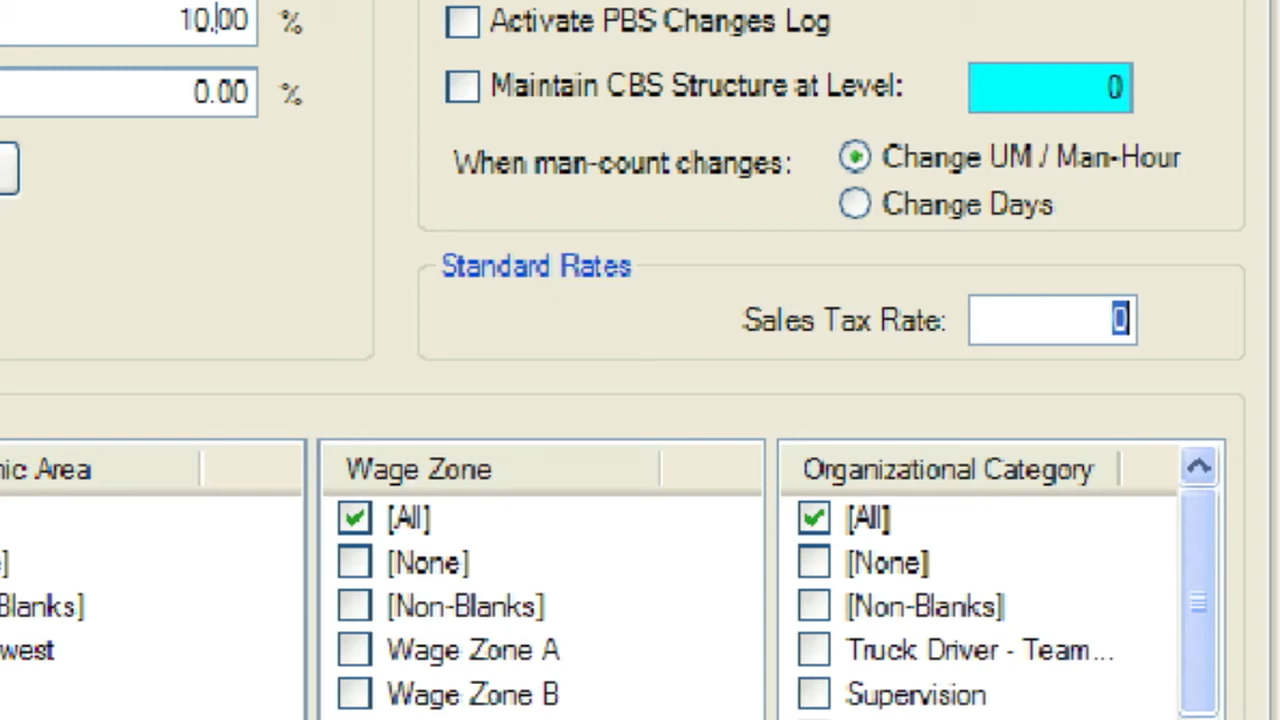 10.00 %
Activate PBS Changes Log
0.00 %
Maintain CBS Structure at Level: 0
When man-count changes:
Change UM / Man-Hour
Change Days
Standard Rates
Sales Tax Rate: 0
Area
Wage Zone
Organizational Category
[All]
[All]
[None]
[None]
Blanks]
[Non-Blanks]
[Non-Blanks]
west
Wage Zone A
Truck Driver - Team...
Wage Zone B
Supervision